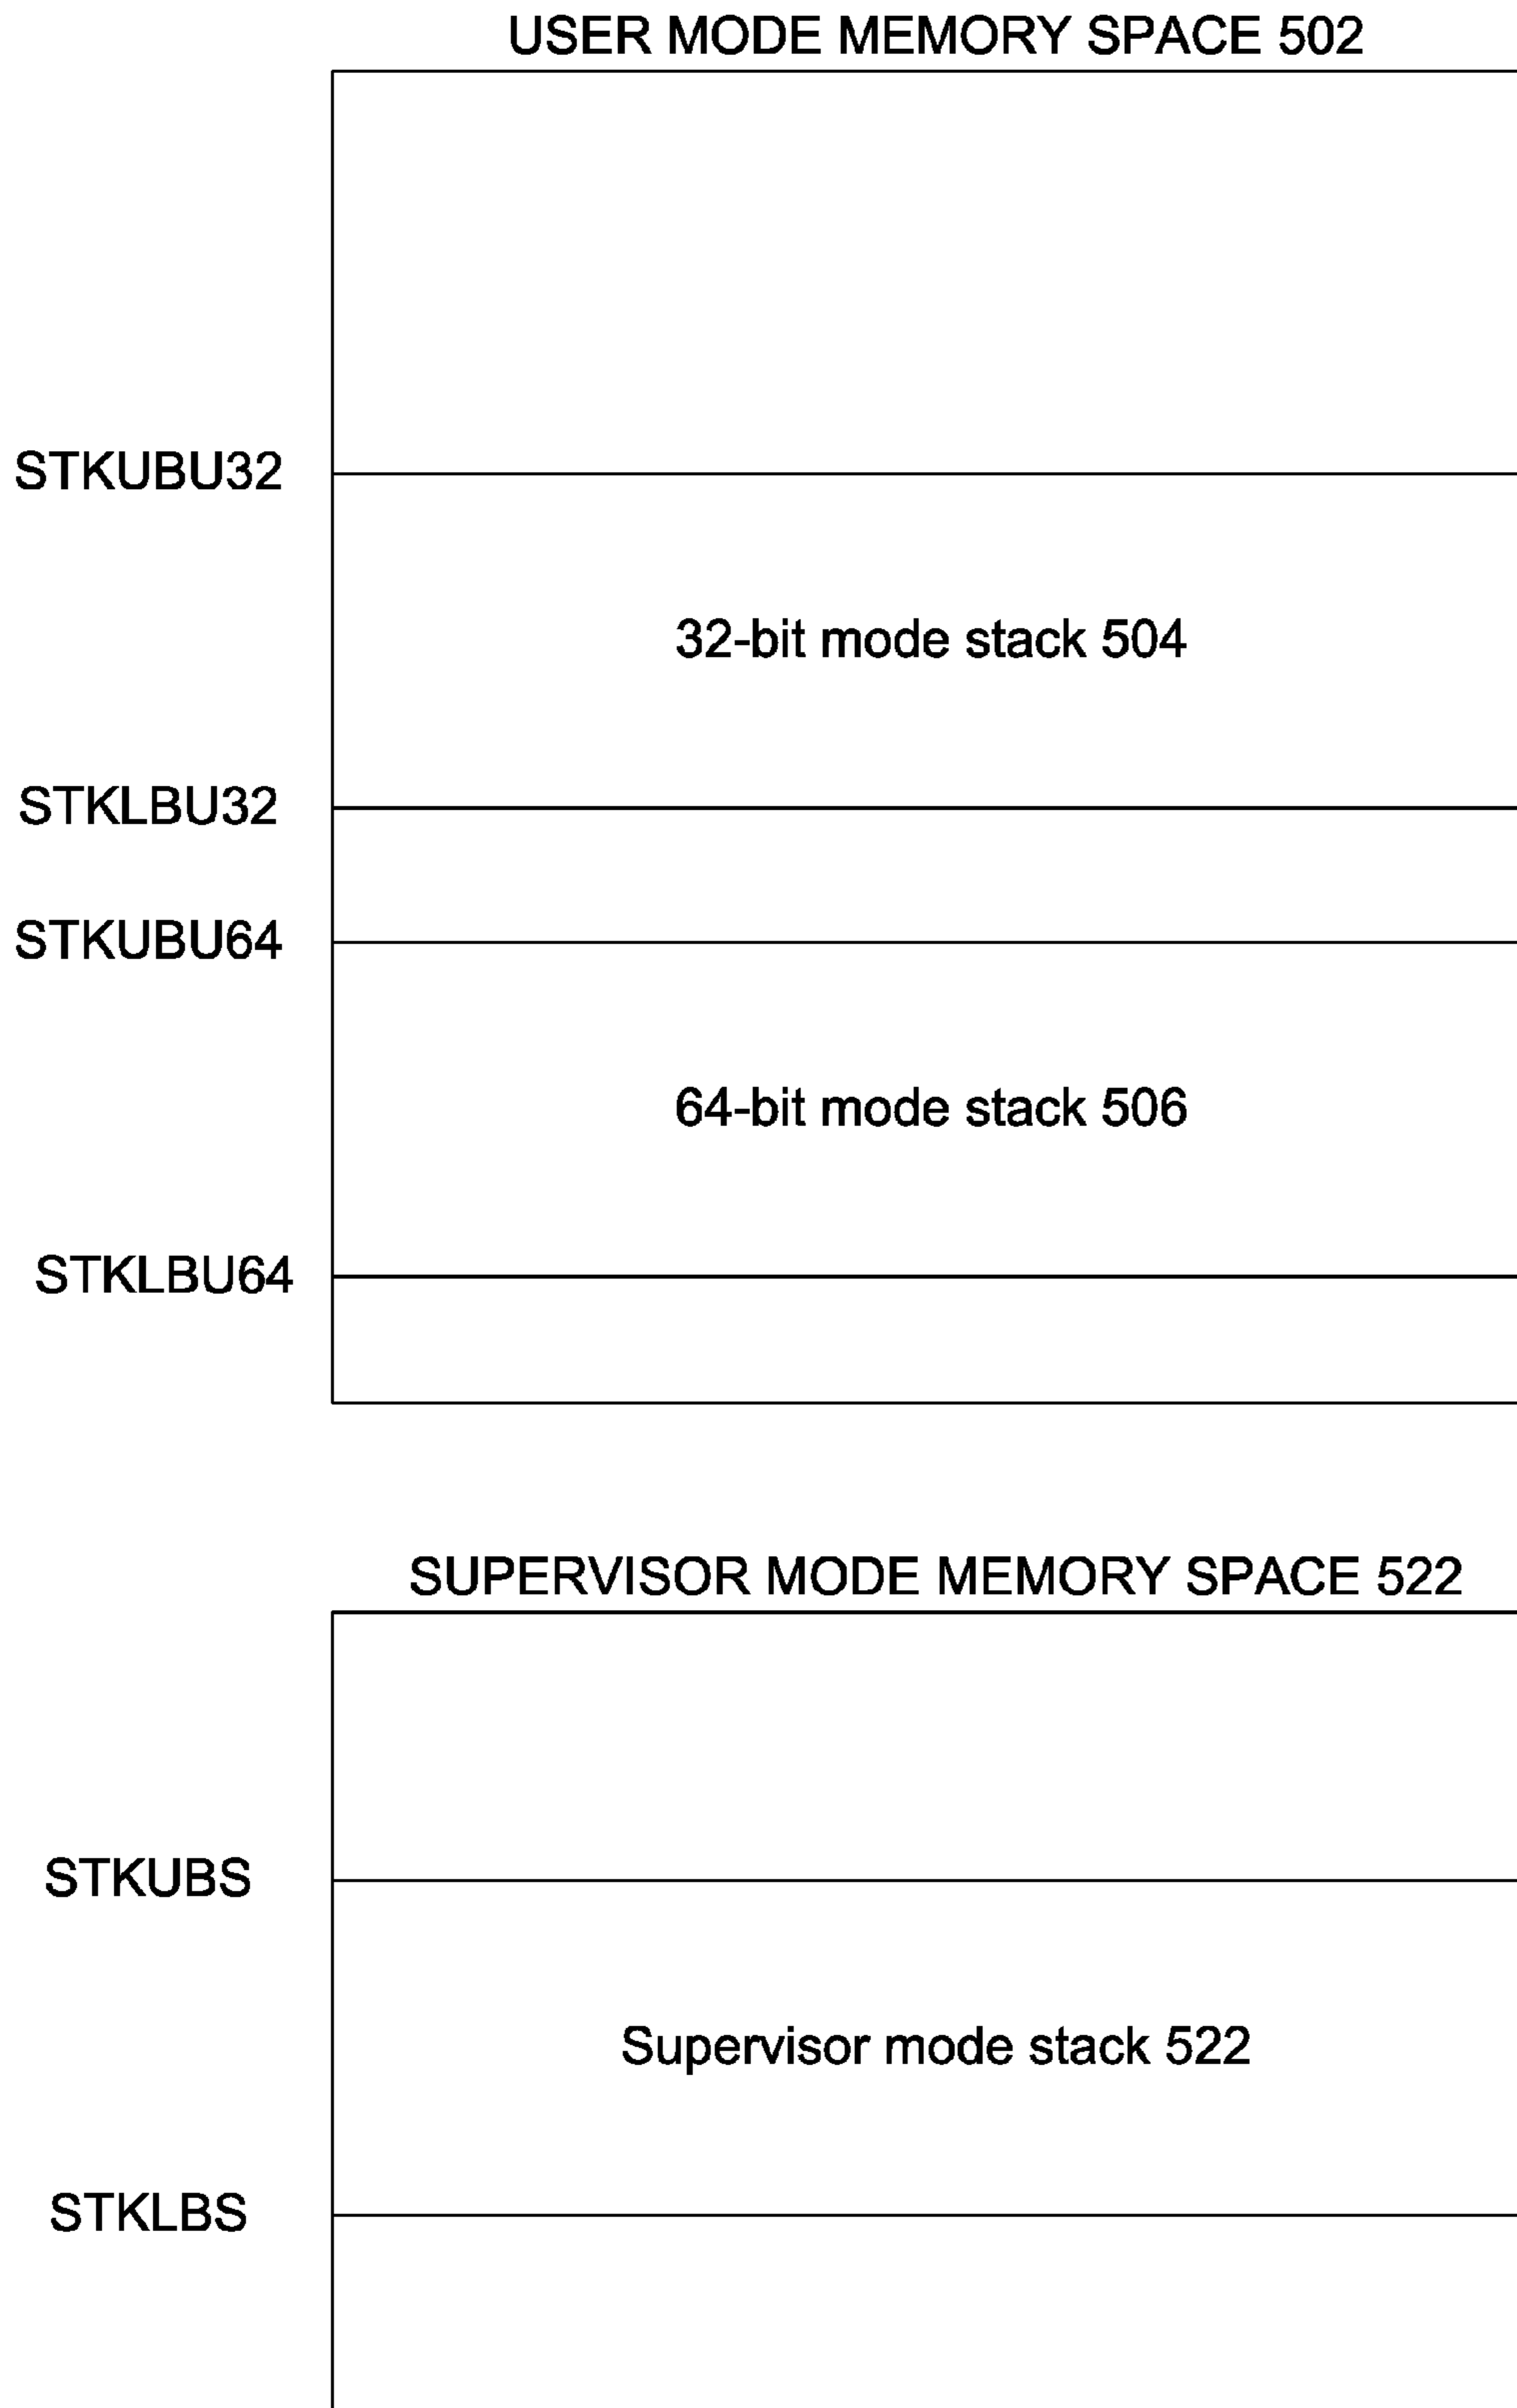 USER MODE MEMORY SPACE 502
STKUBU32
32-bit mode stack 504
STKLBU32
STKUBU64
64-bit mode stack 506
STKLBU64
SUPERVISOR MODE MEMORY SPACE 522
STKUBS
Supervisor mode stack 522
STKLBS